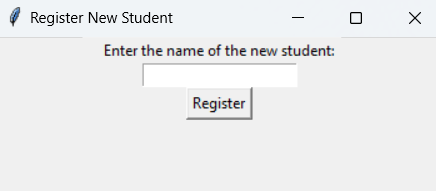 Register New Student
Enter the name of the new student:
Register